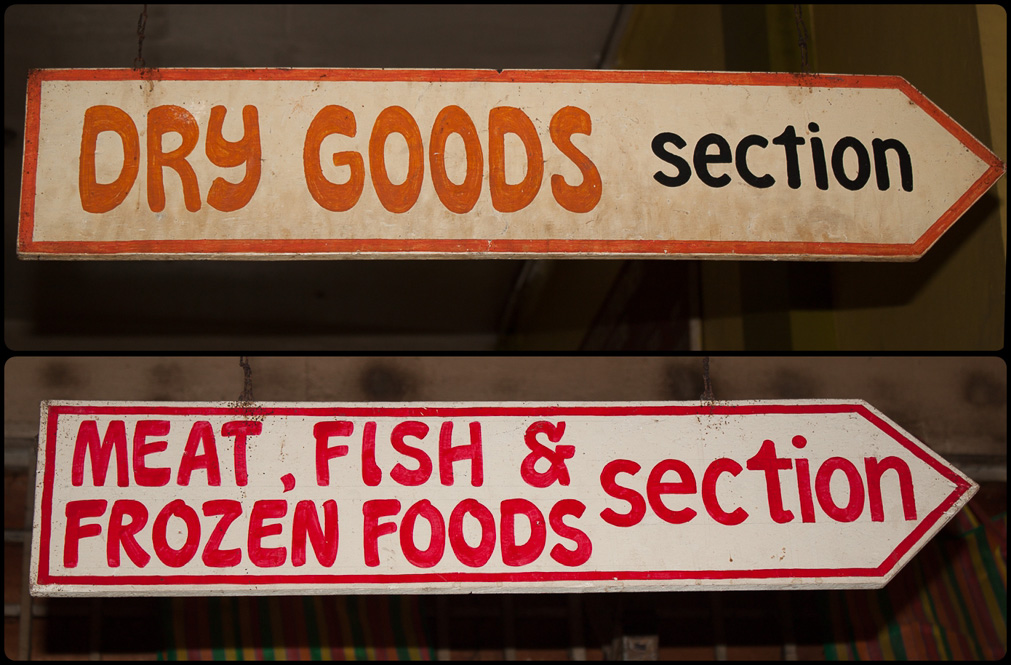 DRY GOODS section
MEAT, FISH &
FROZEN FOODS section